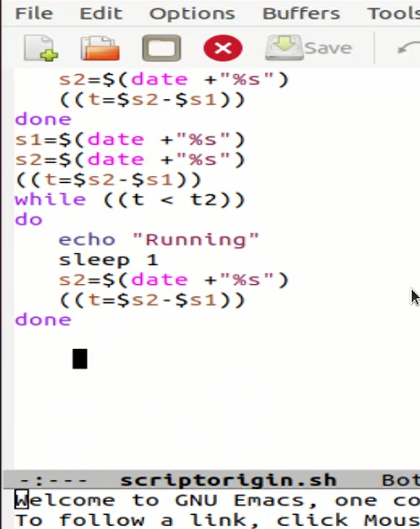 File Edit Options Buffers Tools
Save
s2=$(date +"%s")
((t=$s2-$s1))
done
s1=$(date +"%s")
s2=$(date +"%s")
((t=$s2-$s1))
while ((t < t2))
do
echo "Running"
sleep 1
s2=$(date +"%s")
((t=$s2-$s1))
done
-:--- scriptorigin.sh Bot
Welcome to GNU Emacs, one co
To follow a link, click Mous